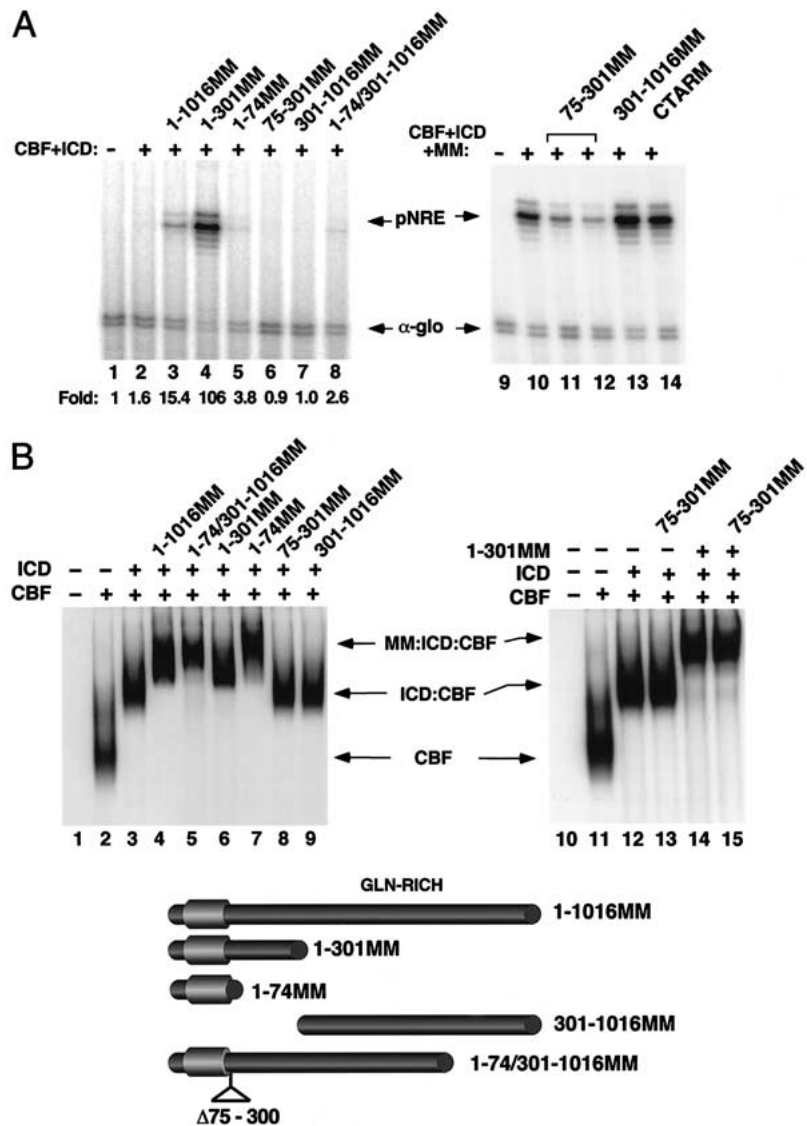 A
1-1016MM
1-301MM
1-74MM
75-301MM
301-1016MM
1-74/301-1016MM
CBF+ICD: - + + + + + + +
pNRE
α-glo
1 2 3 4 5 6 7 8
Fold: 1 1.6 15.4 106 3.8 0.9 1.0 2.6
75-301MM
301-1016MM
CTARM
CBF+ICD
+MM: - + + + + +
9 10 11 12 13 14
B
1-1016MM
1-74/301-1016MM
1-301MM
1-74MM
75-301MM
301-1016MM
ICD - - + + + + + + +
CBF - + + + + + + + +
MM:ICD:CBF
ICD:CBF
CBF
1 2 3 4 5 6 7 8 9
75-301MM
75-301MM
1-301MM - - - - + +
ICD - - + + + +
CBF - + + + + +
10 11 12 13 14 15
GLN-RICH
1-1016MM
1-301MM
1-74MM
301-1016MM
1-74/301-1016MM
Δ75 - 300